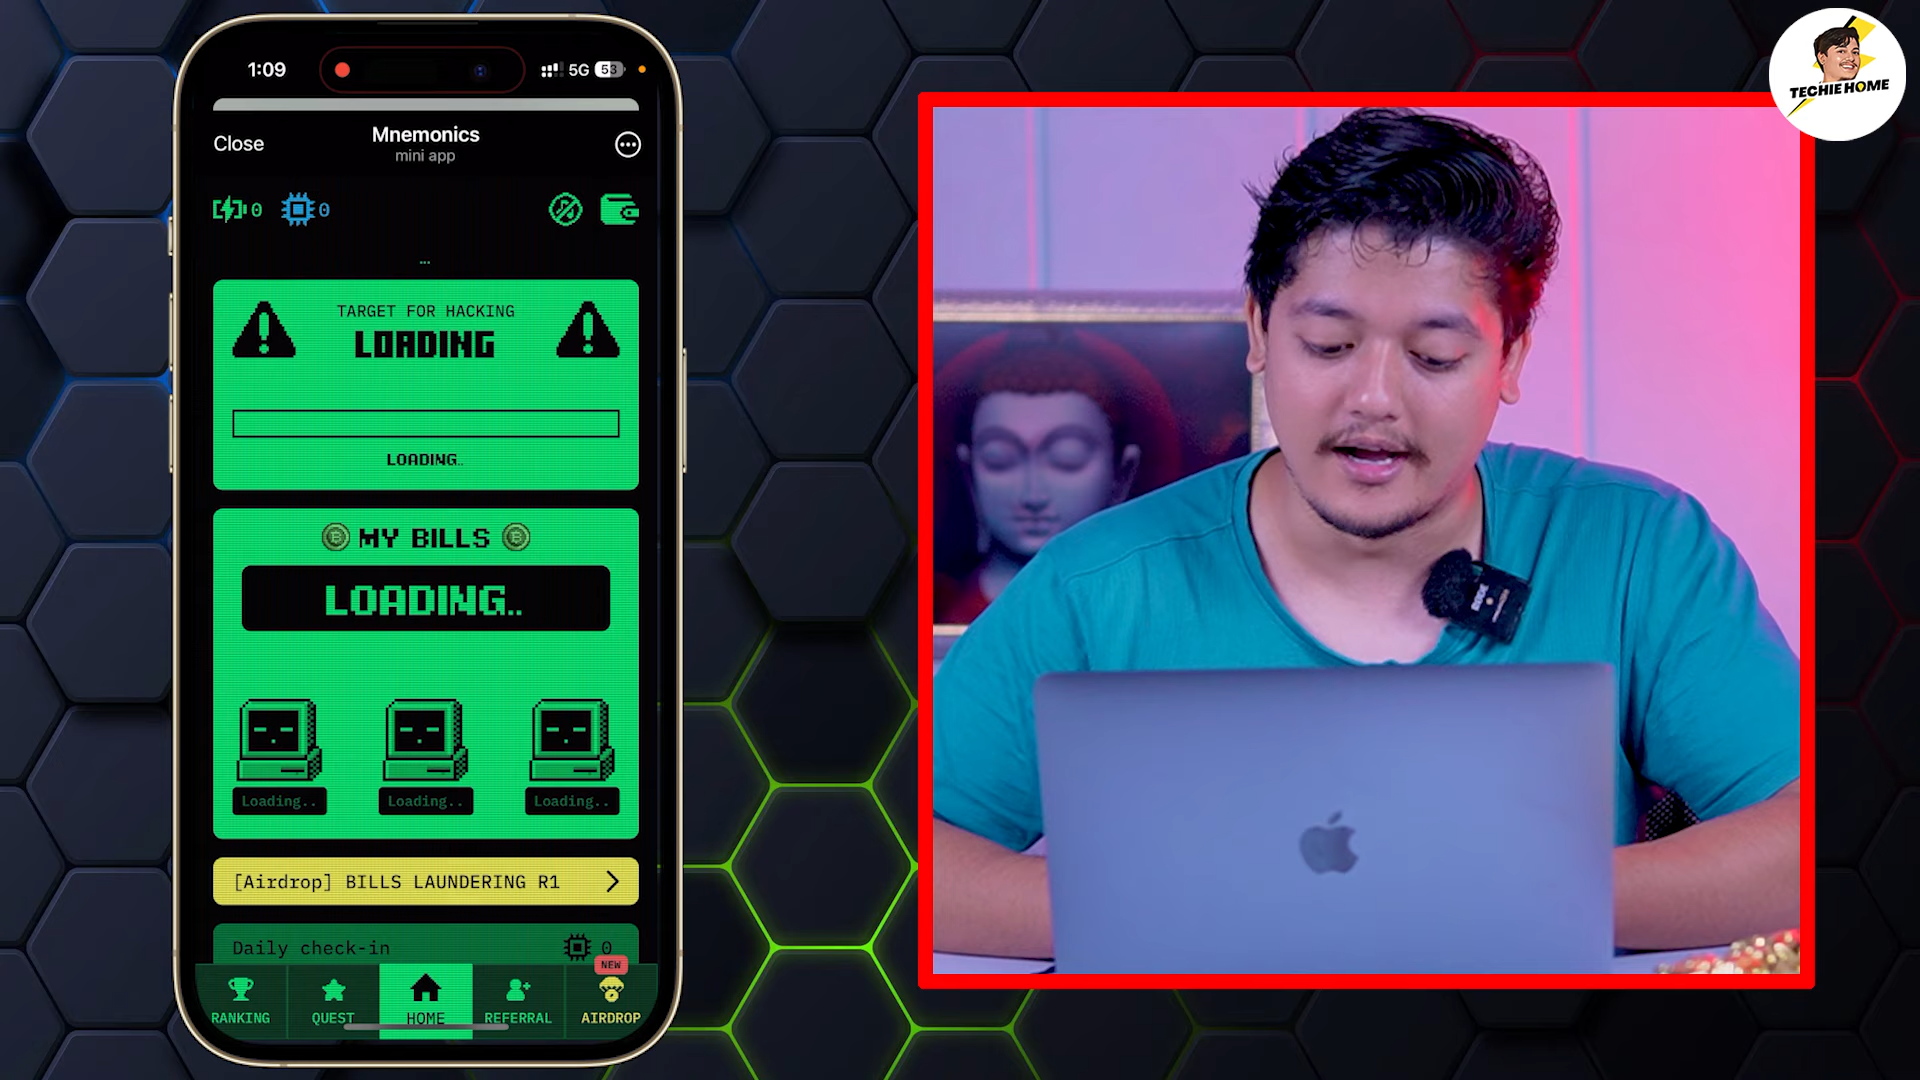 1:09
5G 53
Close
Mnemonics
mini app
0
0
...
TARGET FOR HACKING
LOADING
LOADING..
MY BILLS
LOADING..
Loading..
Loading..
Loading..
[Airdrop] BILLS LAUNDERING R1
Daily check-in
0
NEW
RANKING
QUEST
HOME
REFERRAL
AIRDROP
TECHIE HOME
RODE